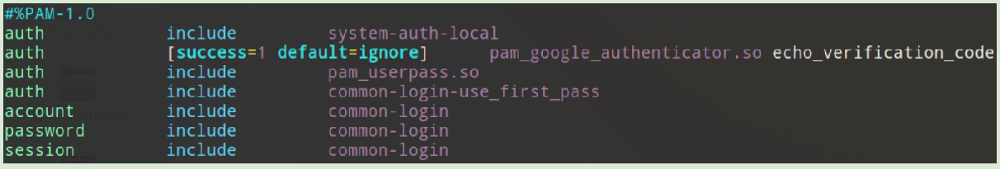 #%PAM-1.0
auth include system-auth-local
auth [success=1 default=ignore] pam_google_authenticator.so echo_verification_code
auth include pam_userpass.so
auth include common-login-use_first_pass
account include common-login
password include common-login
session include common-login